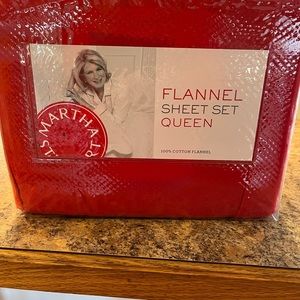 FLANNEL
SHEET SET
QUEEN
100% COTTON FLANNEL
MARTHA